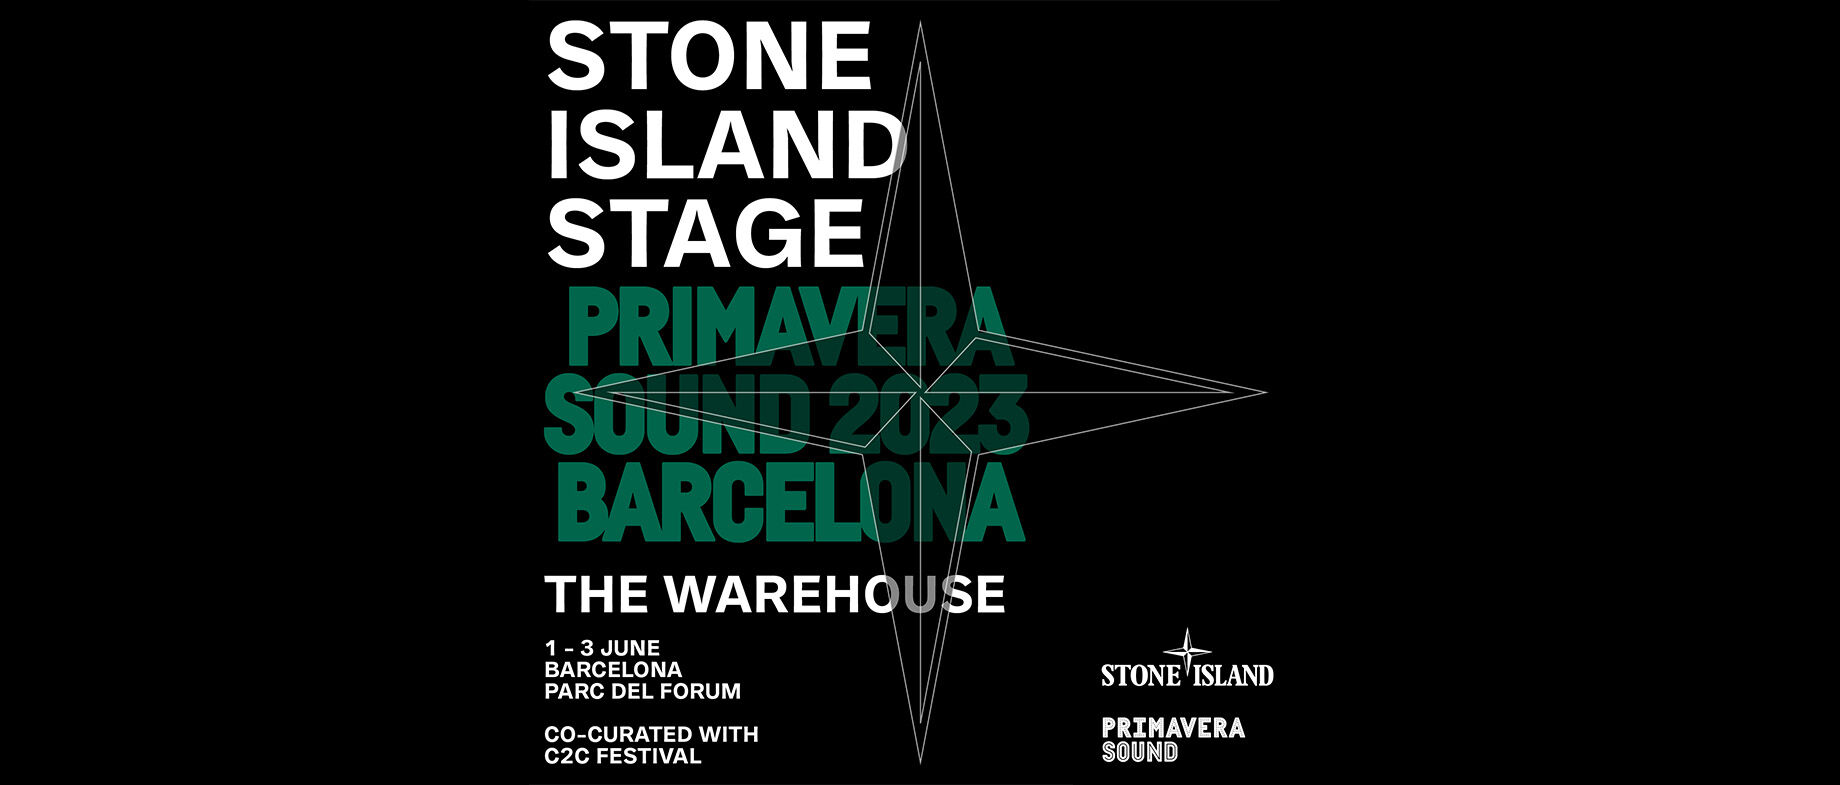 STONE
ISLAND
STAGE
PRIMAVERA
SOUND 2023
BARCELONA
THE WAREHOUSE
1 - 3 JUNE
BARCELONA
PARC DEL FORUM
CO-CURATED WITH
C2C FESTIVAL
STONE ISLAND
PRIMAVERA
SOUND